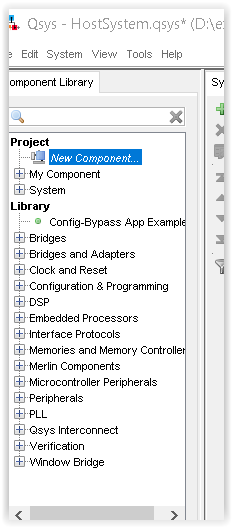 Qsys - HostSystem.qsys* (D:\e
Edit System View Tools
omponent Library
Sy
Project
New Component...
My Component
System
Library
Config-Bypass App Example
Bridges
Bridges and Adapters
Clock and Reset
Configuration & Programming
DSP
Embedded Processors
Interface Protocols
Memories and Memory Controller
Merlin Components
Microcontroller Peripherals
Peripherals
PLL
Qsys Interconnect
Verification
Window Bridge